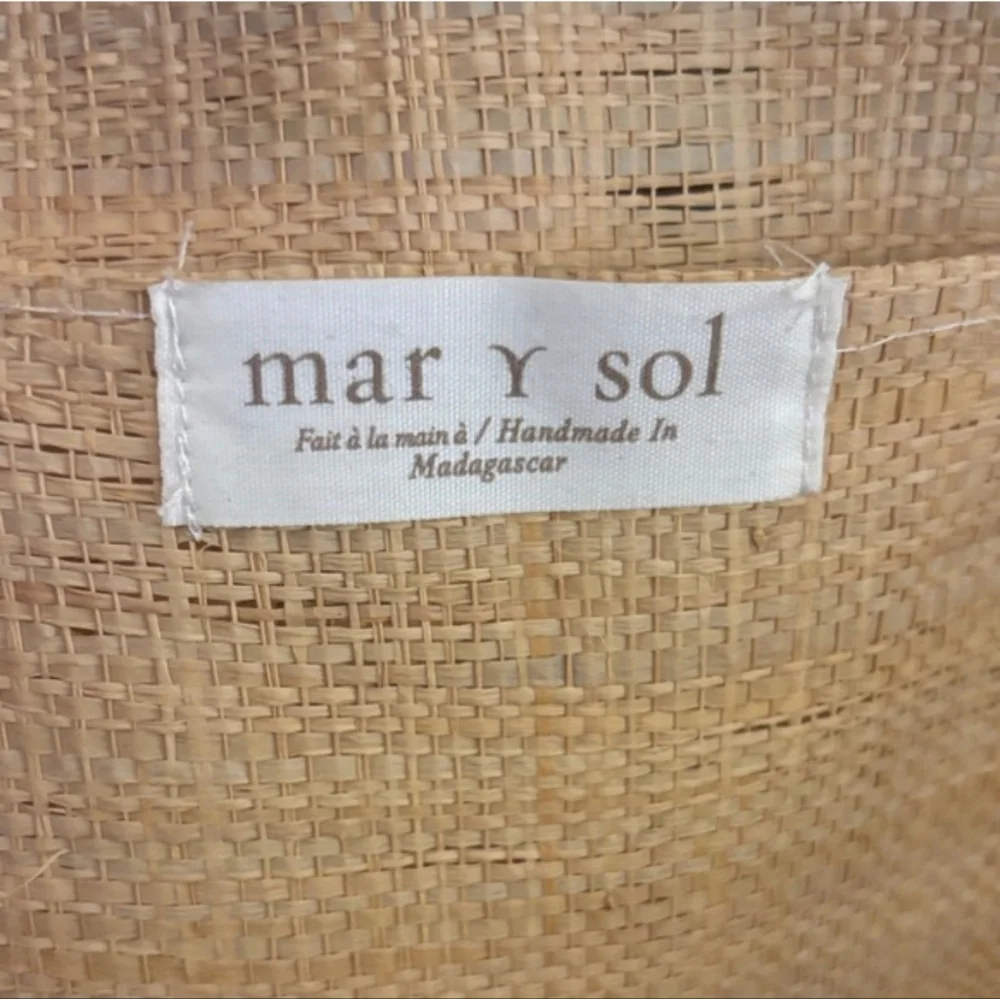 mar Y sol
Fait à la main à / Handmade In
Madagascar